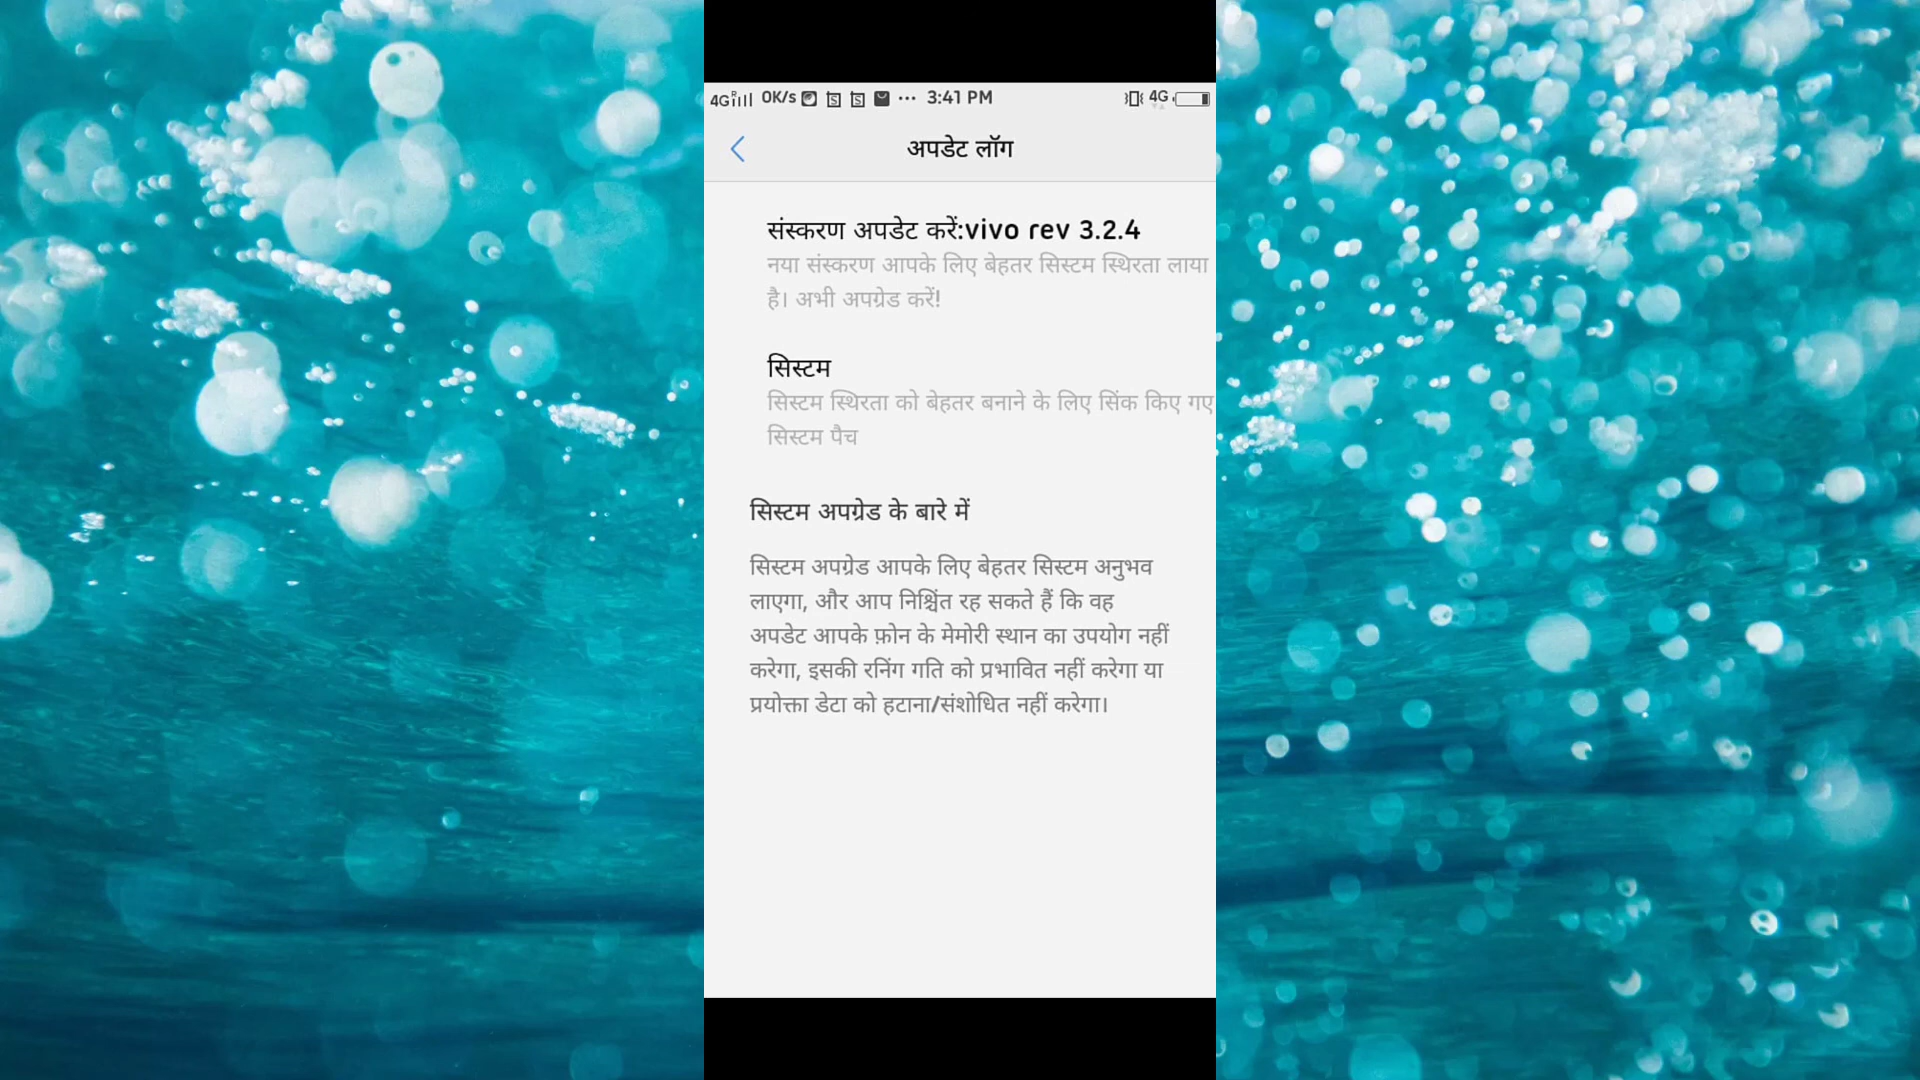 4G R 0K/s ... 3:41 PM 4G
अपडेट लॉग
संस्करण अपडेट करें:vivo rev 3.2.4
नया संस्करण आपके लिए बेहतर सिस्टम स्थिरता लाया
है। अभी अपग्रेड करें!
सिस्टम
सिस्टम स्थिरता को बेहतर बनाने के लिए सिंक किए गए
सिस्टम पैच
सिस्टम अपग्रेड के बारे में
सिस्टम अपग्रेड आपके लिए बेहतर सिस्टम अनुभव
लाएगा, और आप निश्चिंत रह सकते हैं कि वह
अपडेट आपके फ़ोन के मेमोरी स्थान का उपयोग नहीं
करेगा, इसकी रनिंग गति को प्रभावित नहीं करेगा या
प्रयोक्ता डेटा को हटाना/संशोधित नहीं करेगा।